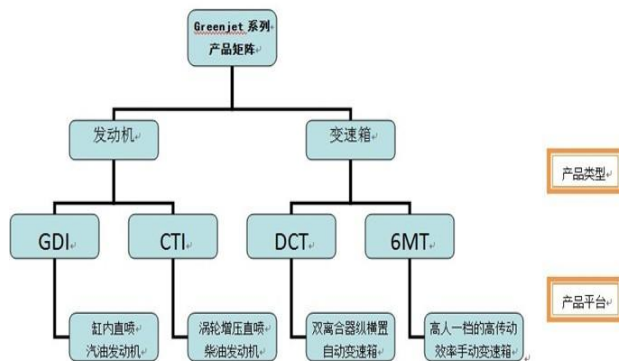 Greenjet 系列
产品矩阵
发动机
变速箱
产品类型
GDI
CTI
DCT
6MT
产品平台
缸内直喷
汽油发动机
涡轮增压直喷
柴油发动机
双离合器纵横置
自动变速箱
高人一档的高传动
效率手动变速箱